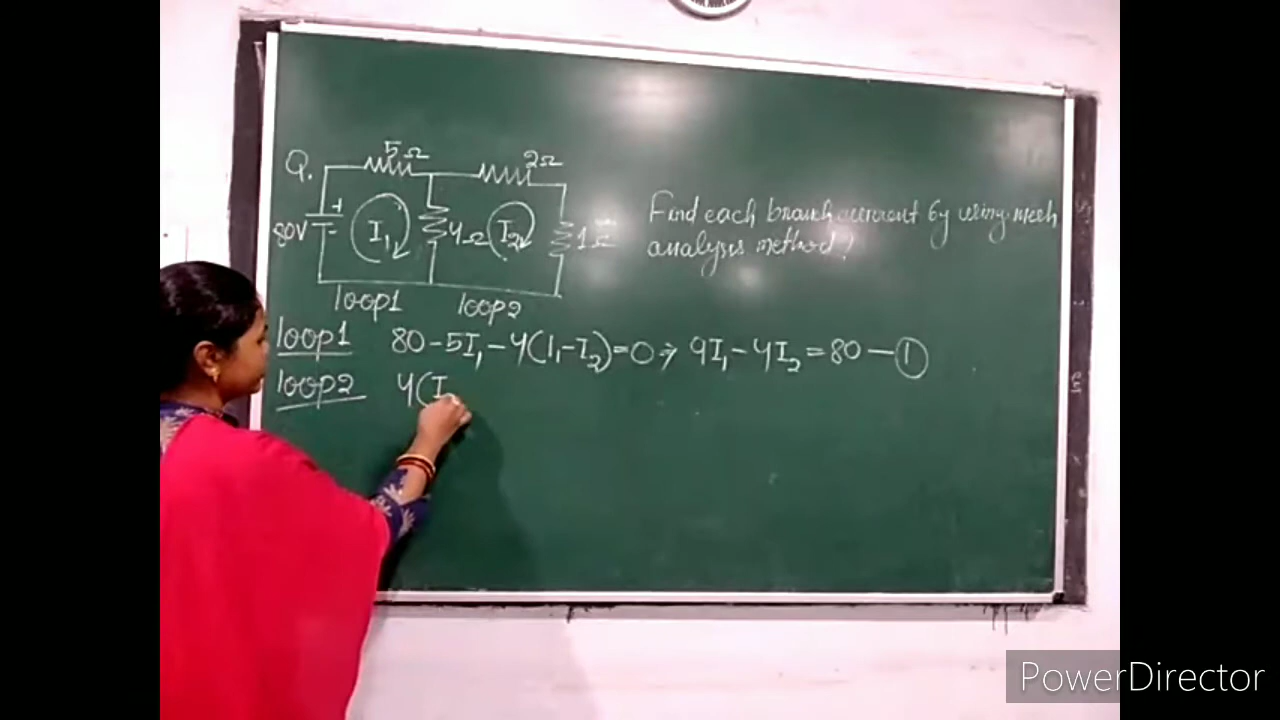 Q.
5Ω
2Ω
80V
+
-
I₁
4Ω
I₂
1Ω
loop1
loop2
Find each branch current by using mesh
analysis method?
loop1 80-5I₁-4(I₁-I₂)=0⇒ 9I₁-4I₂=80-①
loop2 4(I
PowerDirector